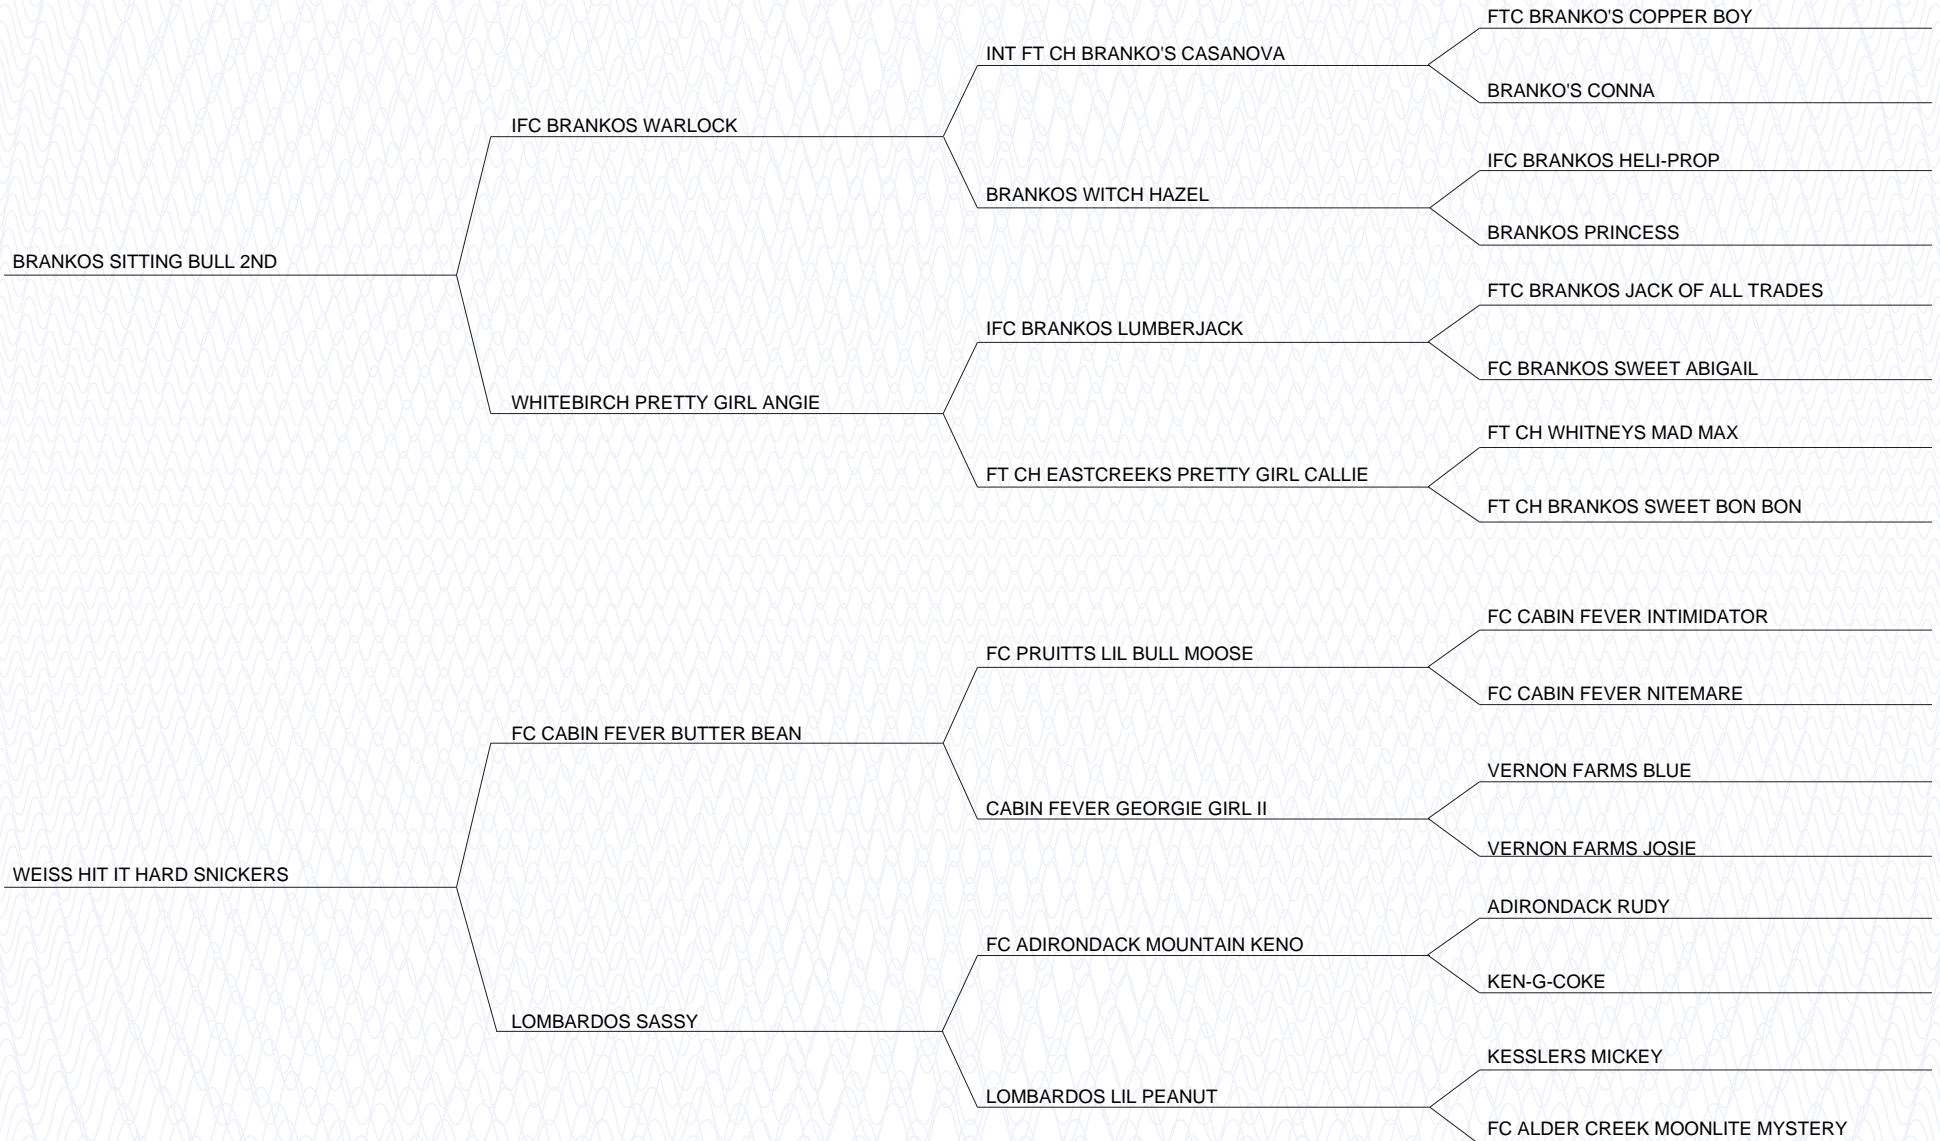 FTC BRANKO'S COPPER BOY
INT FT CH BRANKO'S CASANOVA
BRANKO'S CONNA
IFC BRANKOS WARLOCK
IFC BRANKOS HELI-PROP
BRANKOS WITCH HAZEL
BRANKOS PRINCESS
BRANKOS SITTING BULL 2ND
FTC BRANKOS JACK OF ALL TRADES
IFC BRANKOS LUMBERJACK
FC BRANKOS SWEET ABIGAIL
WHITEBIRCH PRETTY GIRL ANGIE
FT CH WHITNEYS MAD MAX
FT CH EASTCREEKS PRETTY GIRL CALLIE
FT CH BRANKOS SWEET BON BON
FC CABIN FEVER INTIMIDATOR
FC PRUITTS LIL BULL MOOSE
FC CABIN FEVER NITEMARE
FC CABIN FEVER BUTTER BEAN
VERNON FARMS BLUE
CABIN FEVER GEORGIE GIRL II
VERNON FARMS JOSIE
WEISS HIT IT HARD SNICKERS
ADIRONDACK RUDY
FC ADIRONDACK MOUNTAIN KENO
KEN-G-COKE
LOMBARDOS SASSY
KESSLERS MICKEY
LOMBARDOS LIL PEANUT
FC ALDER CREEK MOONLITE MYSTERY